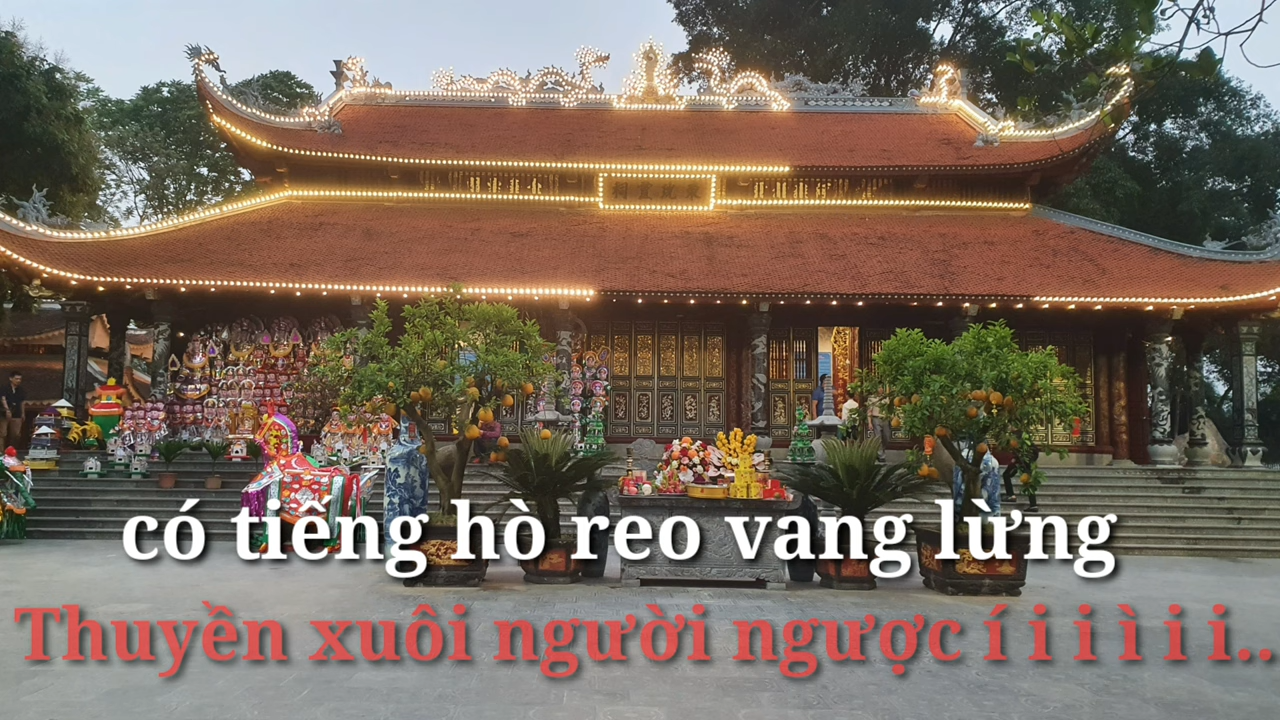 có tiếng hò reo vang lừng
Thuyền xuôi người ngược í i i ì i i..